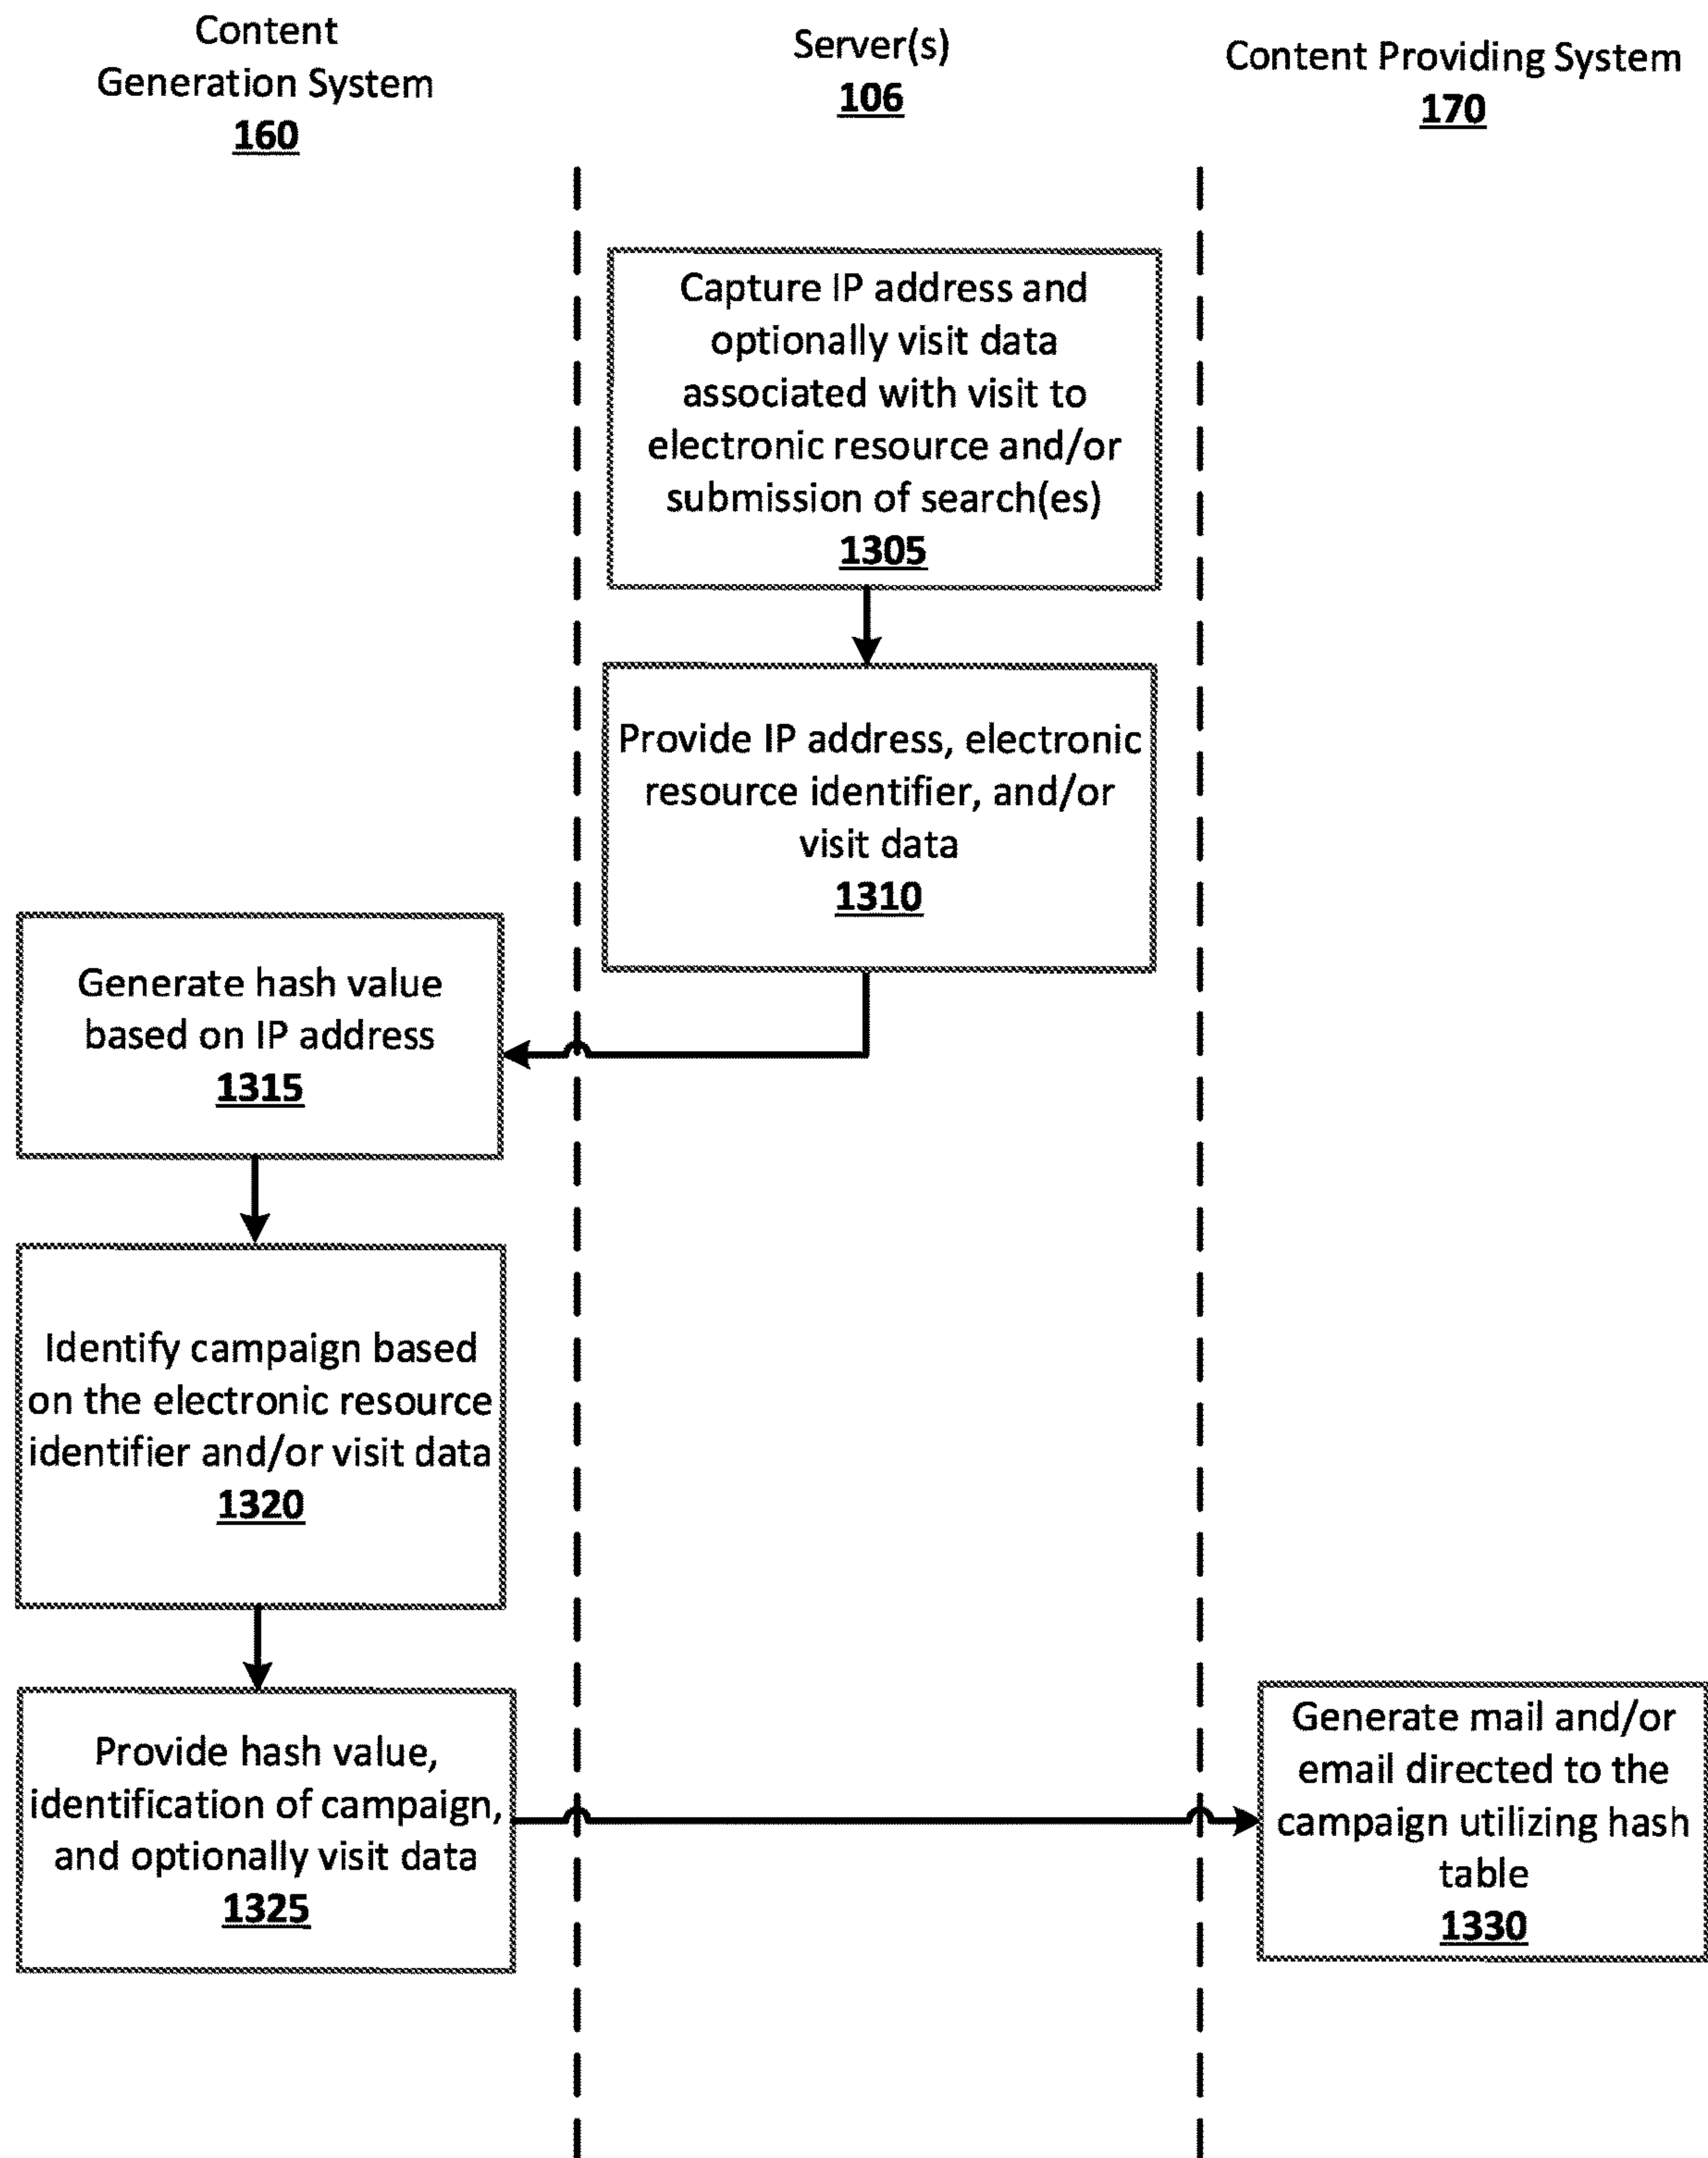 Content
Generation System
160
Server(s)
106
Content Providing System
170
Capture IP address and
optionally visit data
associated with visit to
electronic resource and/or
submission of search(es)
1305
Provide IP address, electronic
resource identifier, and/or
visit data
1310
Generate hash value
based on IP address
1315
Identify campaign based
on the electronic resource
identifier and/or visit data
1320
Provide hash value,
identification of campaign,
and optionally visit data
1325
Generate mail and/or
email directed to the
campaign utilizing hash
table
1330